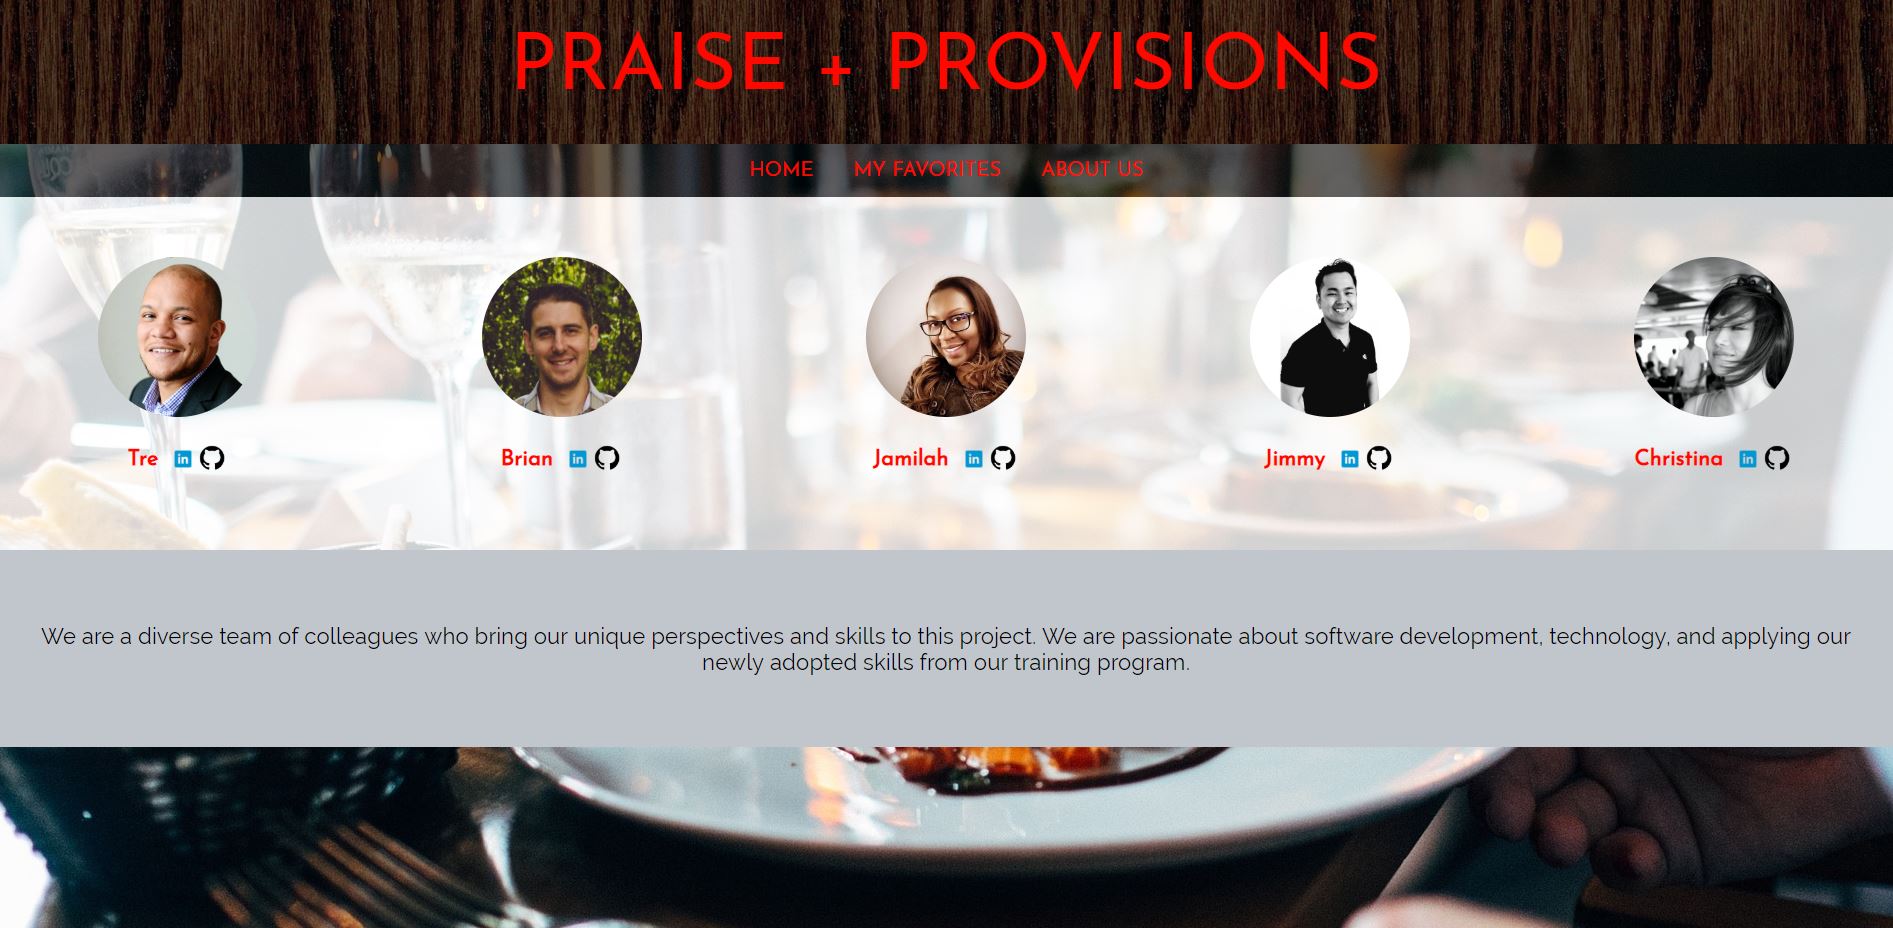 PRAISE + PROVISIONS
HOME MY FAVORITES ABOUT US
Tre in Brian in Jamilah in Jimmy in Christina in
We are a diverse team of colleagues who bring our unique perspectives and skills to this project. We are passionate about software development, technology, and applying our
newly adopted skills from our training program.